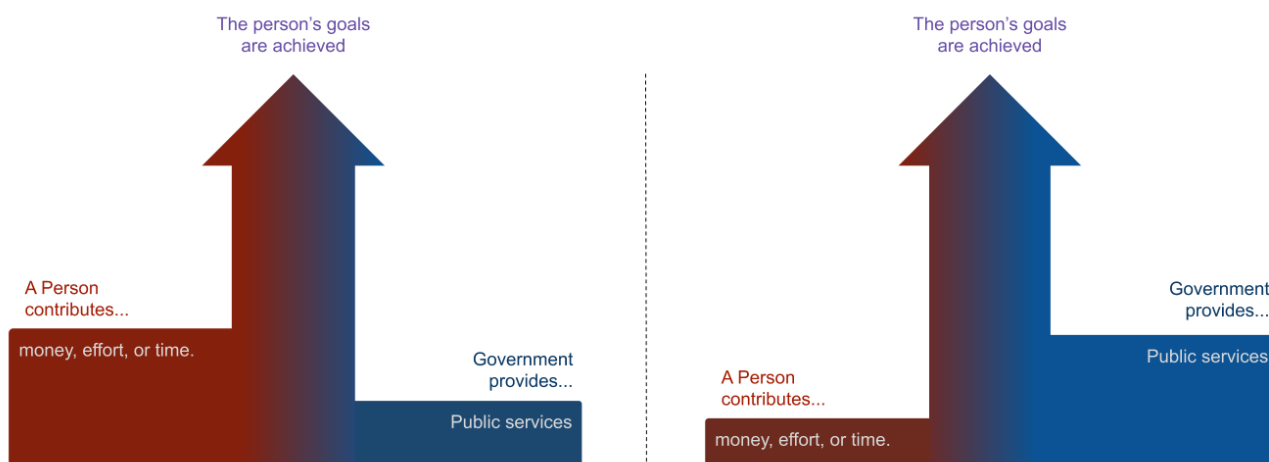 The person's goals
are achieved
A Person
contributes...
money, effort, or time.
Government
provides...
Public services
The person's goals
are achieved
A Person
contributes...
money, effort, or time.
Government
provides...
Public services